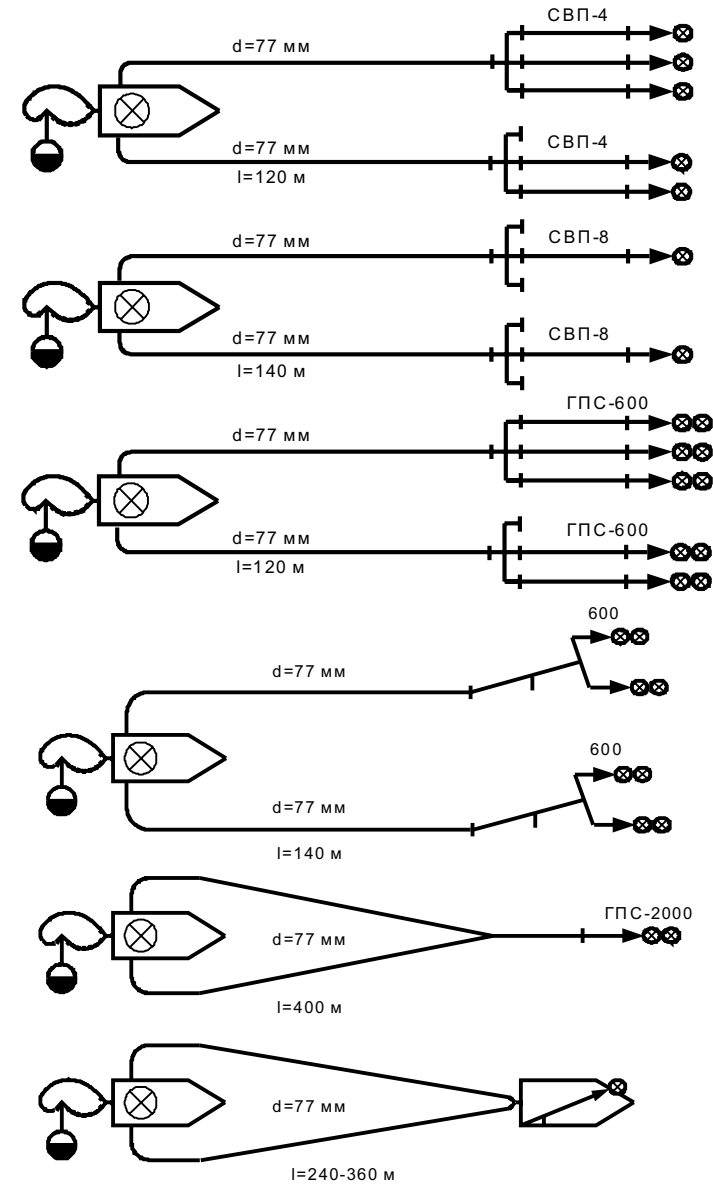 СВП-4
d=77 мм
d=77 мм
СВП-4
l=120 м
d=77 мм
СВП-8
d=77 мм
СВП-8
l=140 м
ГПС-600
d=77 мм
d=77 мм
ГПС-600
l=120 м
600
d=77 мм
600
d=77 мм
l=140 м
ГПС-2000
d=77 мм
l=400 м
d=77 мм
l=240-360 м